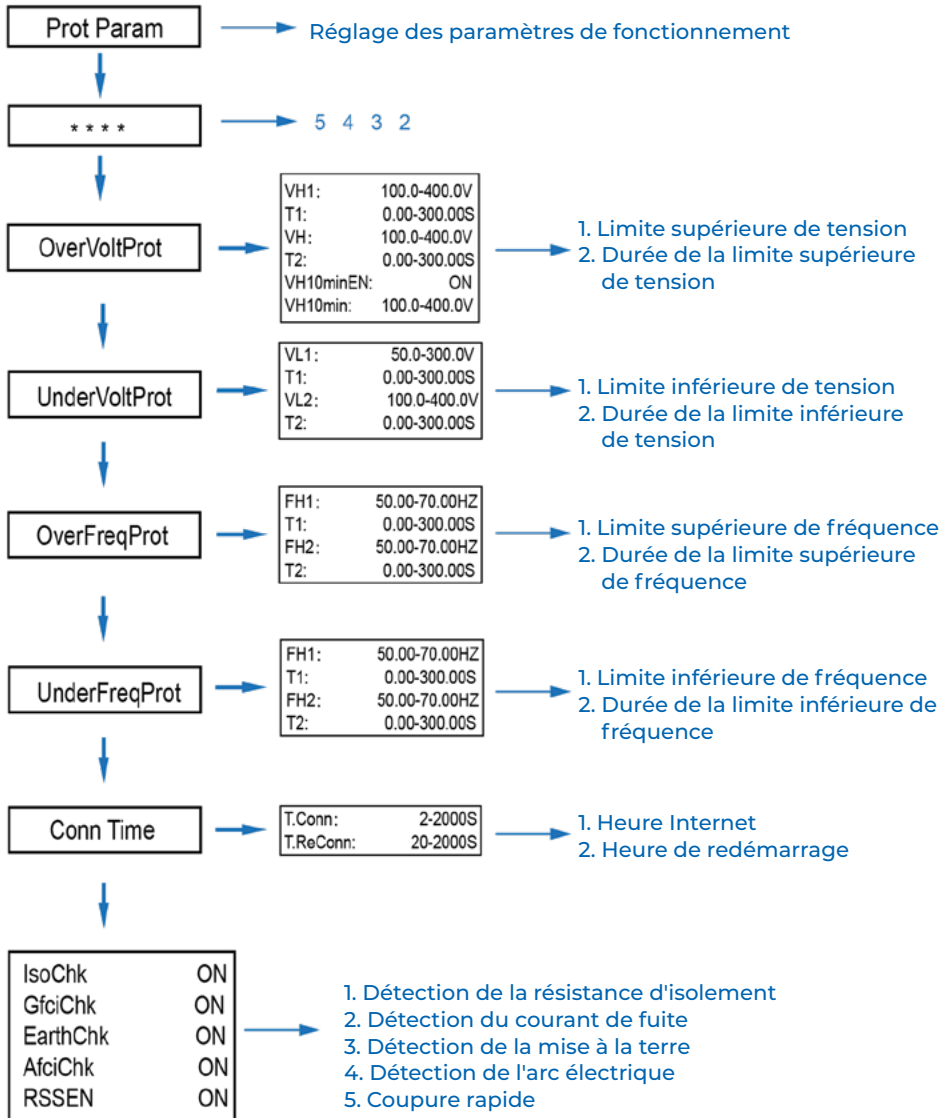 Prot Param
Réglage des paramètres de fonctionnement
* * * *
5 4 3 2
OverVoltProt
VH1: 100.0-400.0V
T1: 0.00-300.00S
VH: 100.0-400.0V
T2: 0.00-300.00S
VH10minEN: ON
VH10min: 100.0-400.0V
1. Limite supérieure de tension
2. Durée de la limite supérieure
de tension
UnderVoltProt
VL1: 50.0-300.0V
T1: 0.00-300.00S
VL2: 100.0-400.0V
T2: 0.00-300.00S
1. Limite inférieure de tension
2. Durée de la limite inférieure
de tension
OverFreqProt
FH1: 50.00-70.00HZ
T1: 0.00-300.00S
FH2: 50.00-70.00HZ
T2: 0.00-300.00S
1. Limite supérieure de fréquence
2. Durée de la limite supérieure
de fréquence
UnderFreqProt
FH1: 50.00-70.00HZ
T1: 0.00-300.00S
FH2: 50.00-70.00HZ
T2: 0.00-300.00S
1. Limite inférieure de fréquence
2. Durée de la limite inférieure de
fréquence
Conn Time
T.Conn: 2-2000S
T.ReConn: 20-2000S
1. Heure Internet
2. Heure de redémarrage
IsoChk ON
GfciChk ON
EarthChk ON
AfciChk ON
RSSEN ON
1. Détection de la résistance d'isolement
2. Détection du courant de fuite
3. Détection de la mise à la terre
4. Détection de l'arc électrique
5. Coupure rapide